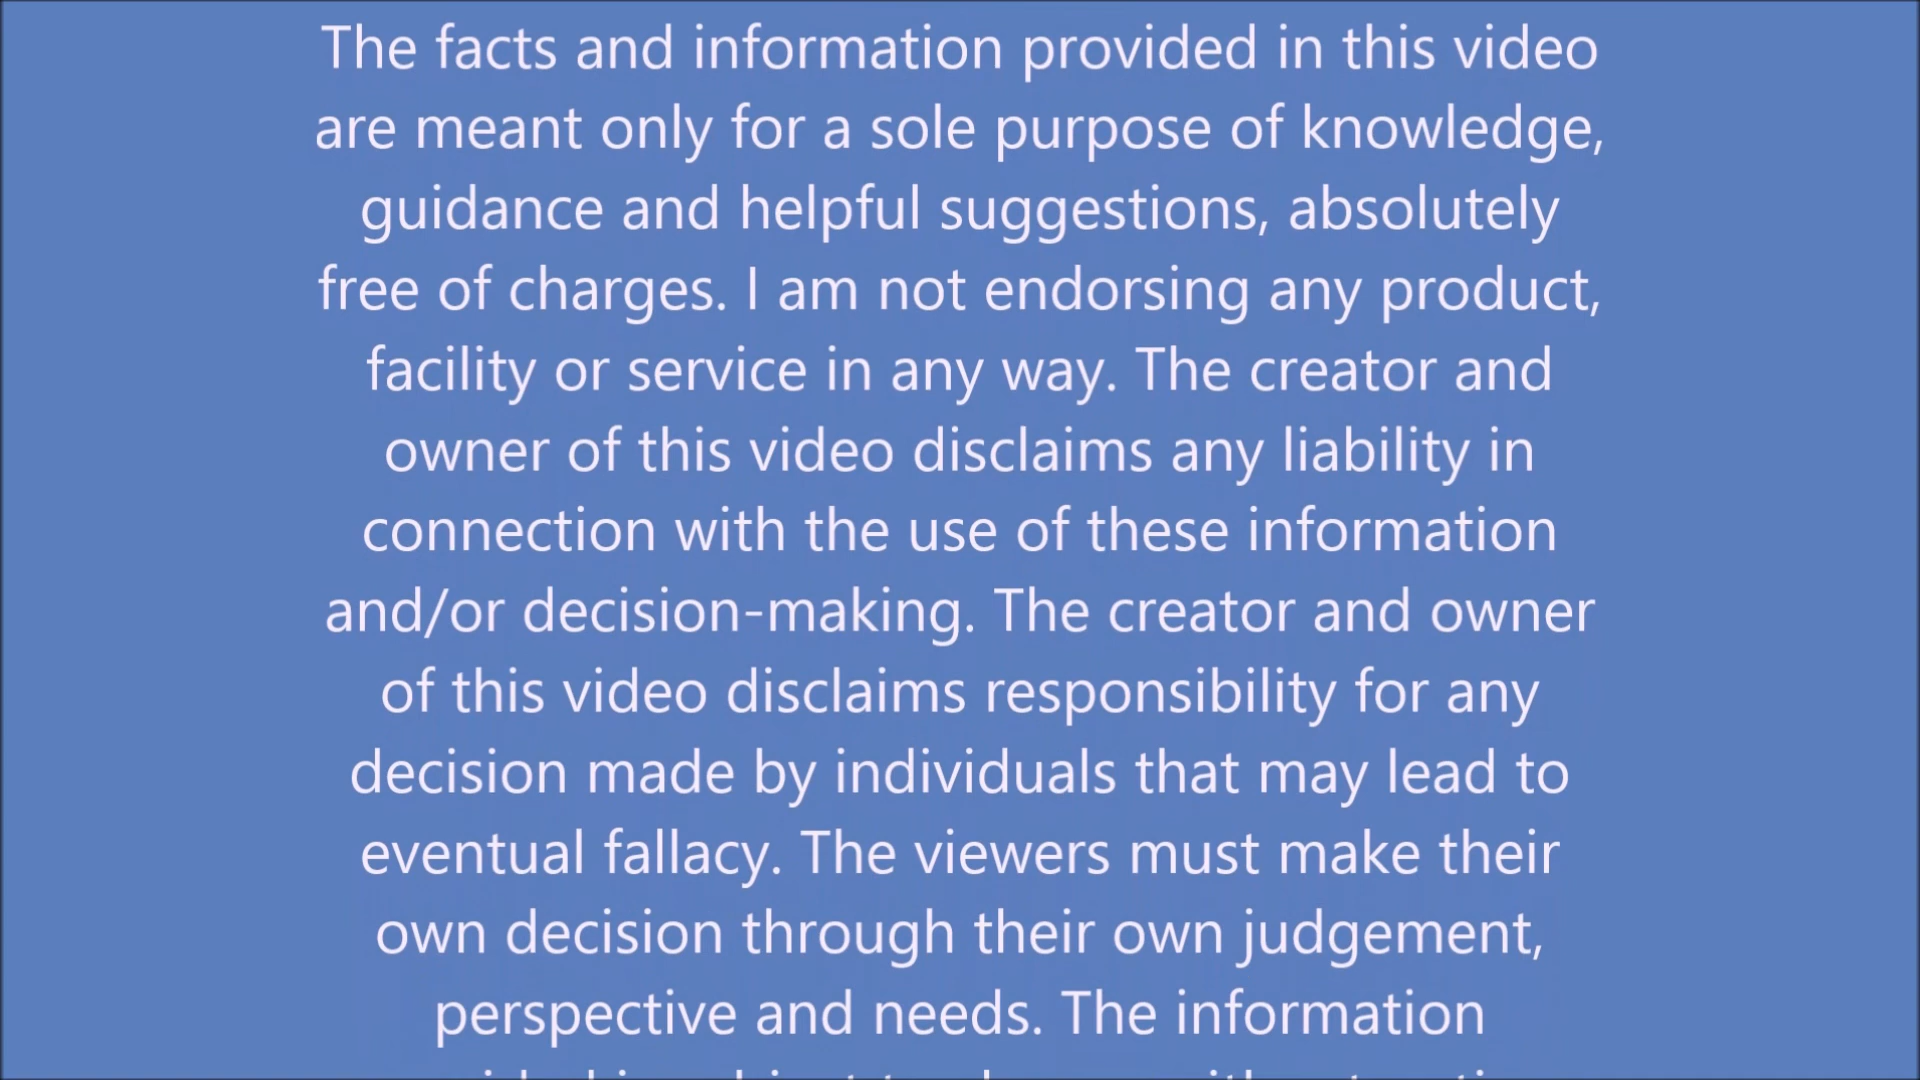 The facts and information provided in this video
are meant only for a sole purpose of knowledge,
guidance and helpful suggestions, absolutely
free of charges. I am not endorsing any product,
facility or service in any way. The creator and
owner of this video disclaims any liability in
connection with the use of these information
and/or decision-making. The creator and owner
of this video disclaims responsibility for any
decision made by individuals that may lead to
eventual fallacy. The viewers must make their
own decision through their own judgement,
perspective and needs. The information